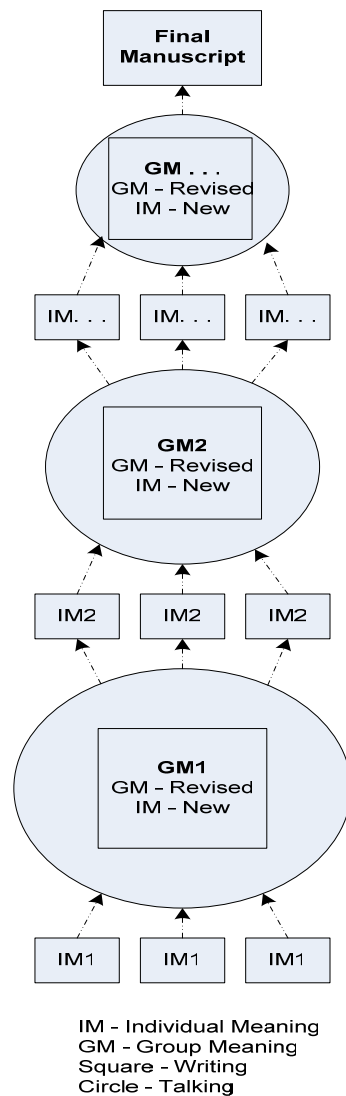 Final
Manuscript
GM . . .
GM - Revised
IM - New
IM. . .
IM. . .
IM. . .
GM2
GM - Revised
IM - New
IM2
IM2
IM2
GM1
GM - Revised
IM - New
IM1
IM1
IM1
IM - Individual Meaning
GM - Group Meaning
Square - Writing
Circle - Talking